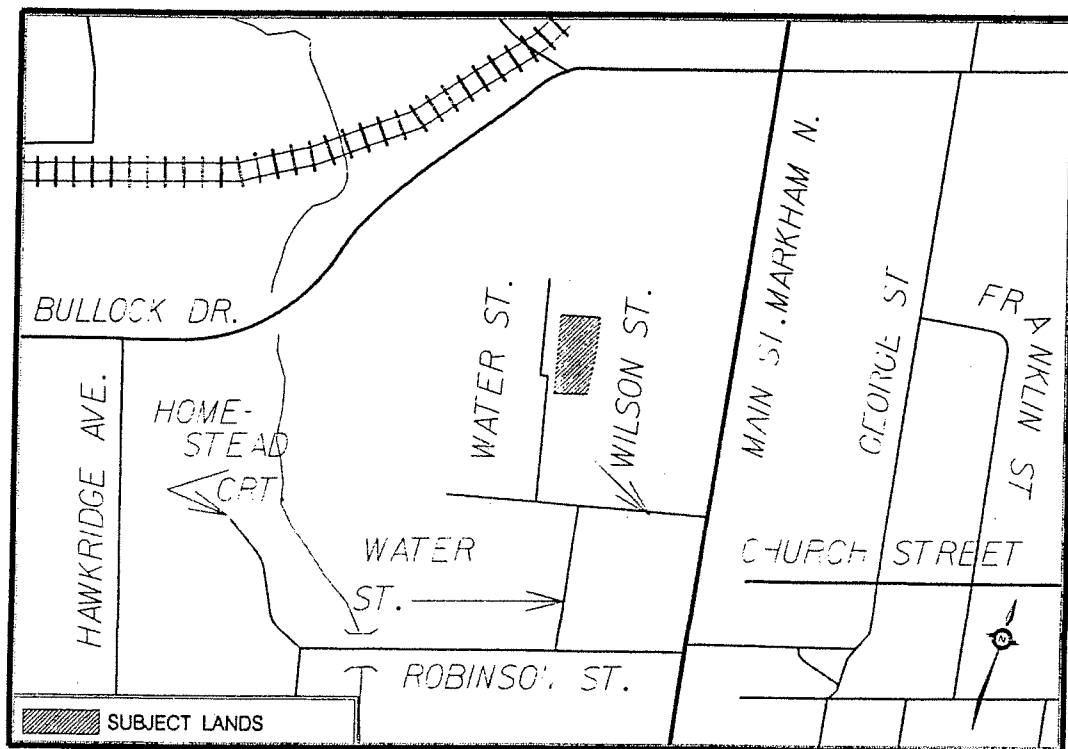 MAIN ST. MARKHAM N.
BULLOCK DR.
WATER ST.
WILSON ST.
GEORGE ST
FRANKLIN ST
HAWKRIDGE AVE.
HOME-
STEAD
CRT
WATER
ST.
CHURCH STREET
ROBINSON ST.
N
SUBJECT LANDS